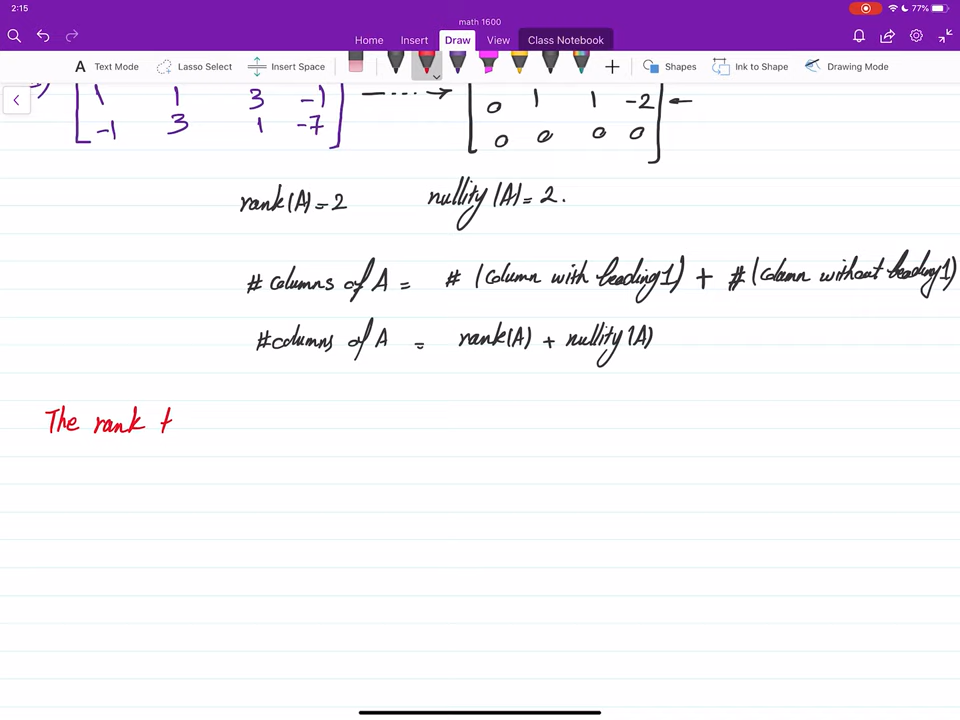 2:15
77%
math 1600
Home Insert Draw View Class Notebook
A Text Mode Lasso Select Insert Space Shapes Ink to Shape Drawing Mode
1 1 3 -1 0 1 1 -2
-1 3 1 -7 0 0 0 0
rank(A) = 2 nullity(A) = 2.
# columns of A = # (column with leading 1) + # (column without leading 1)
# columns of A = rank(A) + nullity(A)
The rank t